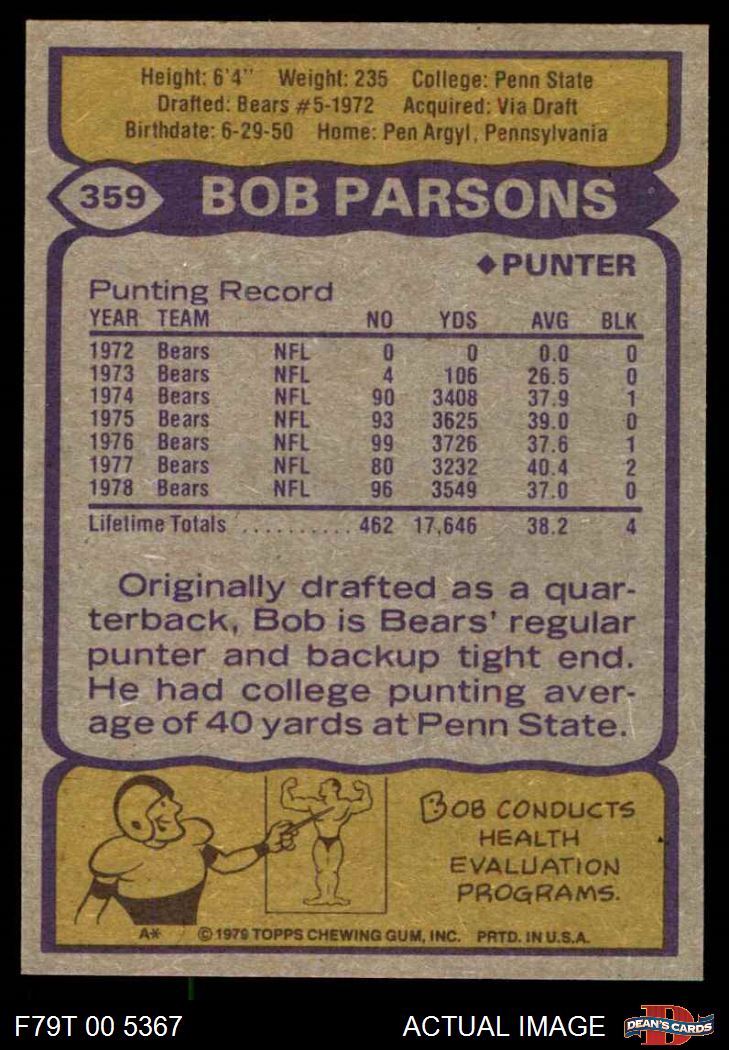 Height: 6'4" Weight: 235 College: Penn State
Drafted: Bears #5-1972 Acquired: Via Draft
Birthdate: 6-29-50 Home: Pen Argyl, Pennsylvania
359 BOB PARSONS
◆PUNTER
Punting Record
YEAR TEAM NO YDS AVG BLK
1972 Bears NFL 0 0 0.0 0
1973 Bears NFL 4 106 26.5 0
1974 Bears NFL 90 3408 37.9 1
1975 Bears NFL 93 3625 39.0 0
1976 Bears NFL 99 3726 37.6 1
1977 Bears NFL 80 3232 40.4 2
1978 Bears NFL 96 3549 37.0 0
Lifetime Totals .......... 462 17,646 38.2 4
Originally drafted as a quar-
terback, Bob is Bears' regular
punter and backup tight end.
He had college punting aver-
age of 40 yards at Penn State.
BOB CONDUCTS
HEALTH
EVALUATION
PROGRAMS.
A* © 1979 TOPPS CHEWING GUM, INC. PRTD. IN U.S.A.
F79T 00 5367 ACTUAL IMAGE D DEAN'S CARDS